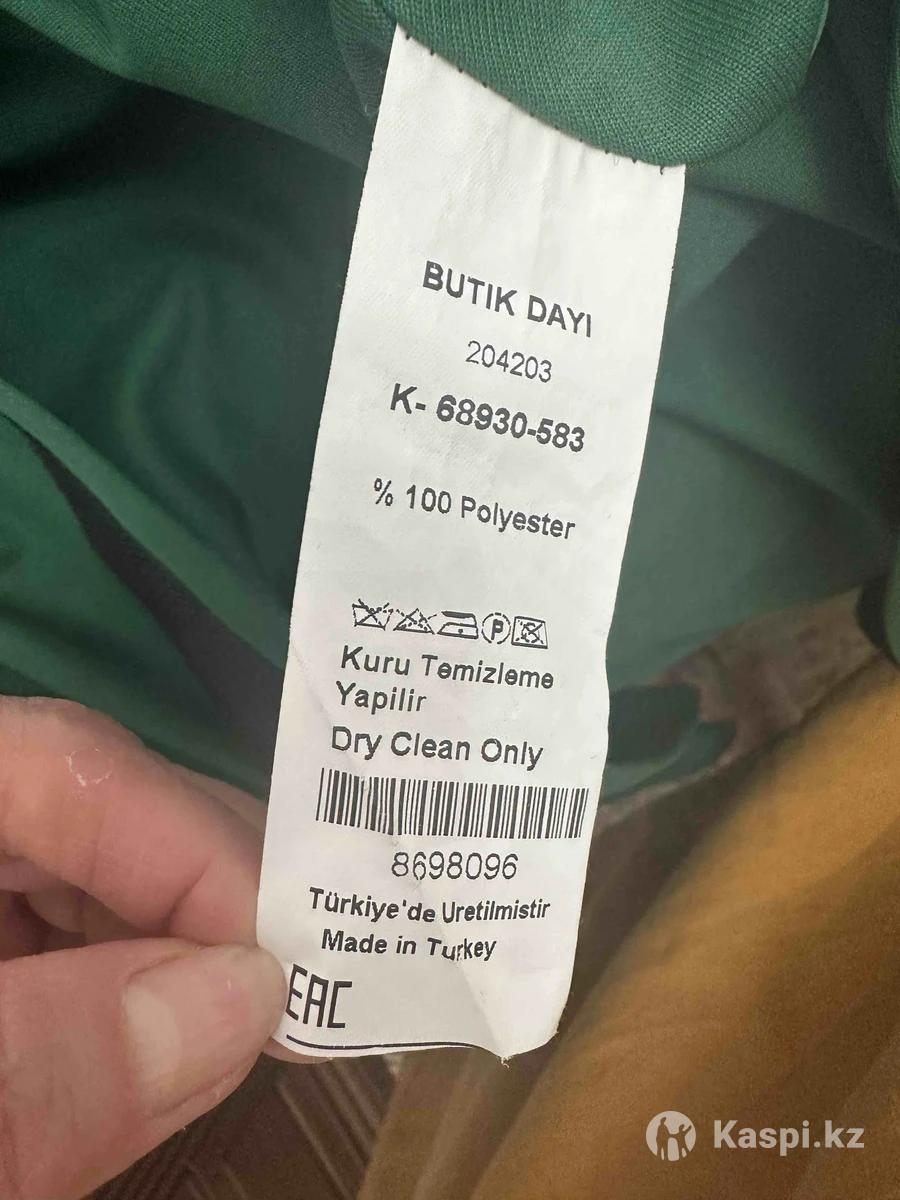 BUTIK DAYI
204203
K- 68930-583
% 100 Polyester
P
Kuru Temizleme
Yapilir
Dry Clean Only
8698096
Türkiye'de Uretilmistir
Made in Turkey
EAC
Kaspi.kz